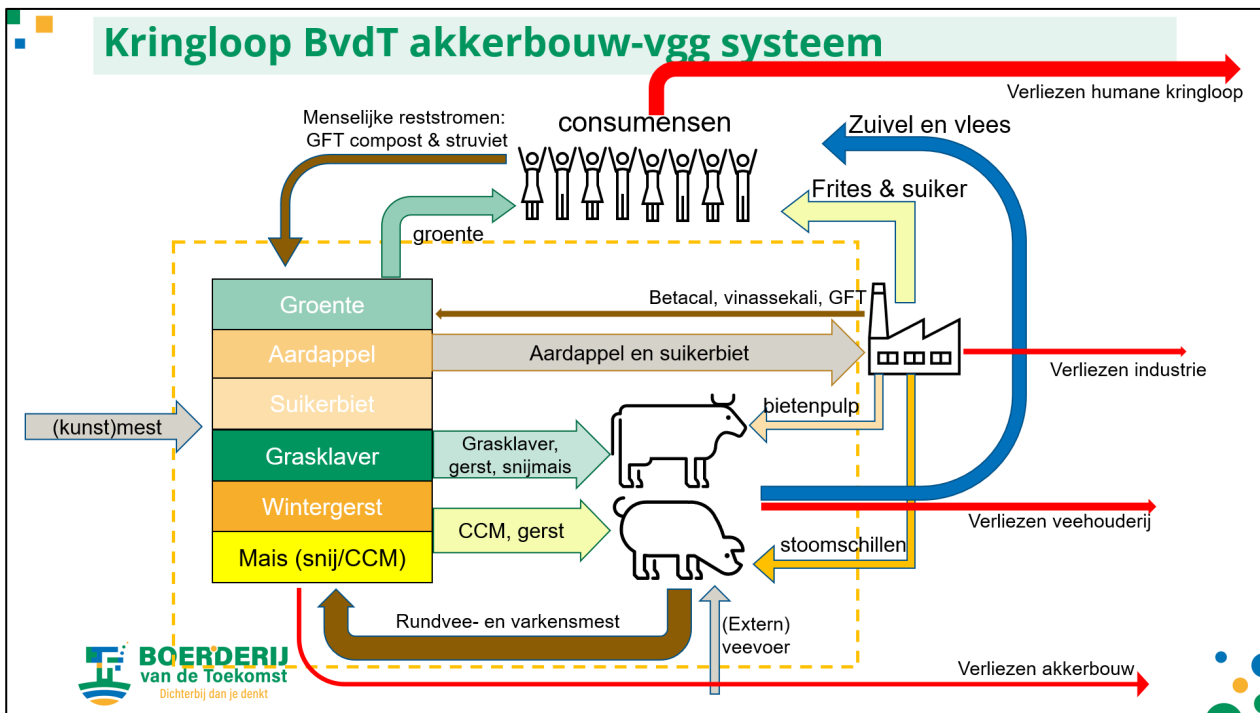 Kringloop BvdT akkerbouw-vgg systeem
Verliezen humane kringloop
Menselijke reststromen:
GFT compost & struviet
consumensen
Zuivel en vlees
Frites & suiker
groente
Groente
Aardappel
Suikerbiet
Grasklaver
Wintergerst
Mais (snij/CCM)
Betacal, vinassekali, GFT
Aardappel en suikerbiet
Verliezen industrie
bietenpulp
(kunst)mest
Grasklaver,
gerst, snijmais
CCM, gerst
Verliezen veehouderij
stoomschillen
Rundvee- en varkensmest
(Extern)
veevoer
Verliezen akkerbouw
BOERDERIJ
van de Toekomst
Dichterbij dan je denkt